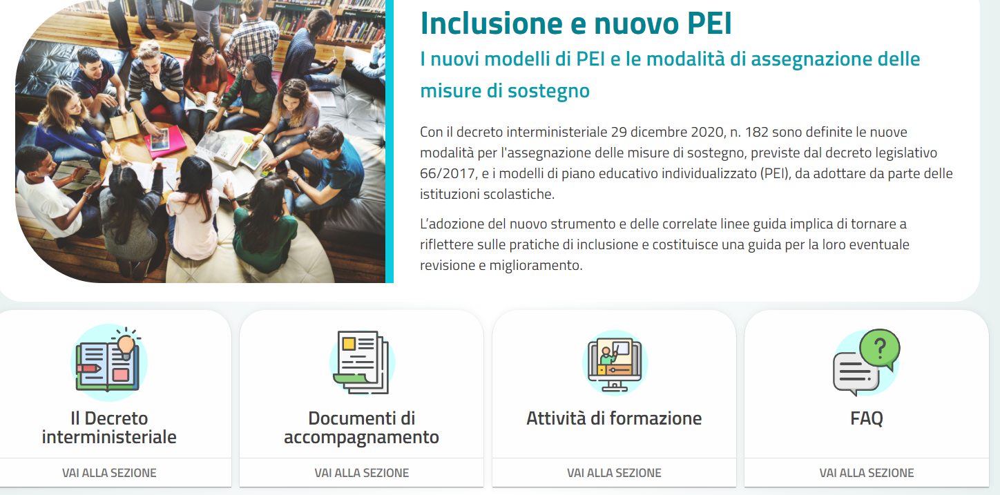 Inclusione e nuovo PEI
I nuovi modelli di PEI e le modalità di assegnazione delle
misure di sostegno
Con il decreto interministeriale 29 dicembre 2020, n. 182 sono definite le nuove
modalità per l'assegnazione delle misure di sostegno, previste dal decreto legislativo
66/2017, e i modelli di piano educativo individualizzato (PEI), da adottare da parte delle
istituzioni scolastiche.
L’adozione del nuovo strumento e delle correlate linee guida implica di tornare a
riflettere sulle pratiche di inclusione e costituisce una guida per la loro eventuale
revisione e miglioramento.
Il Decreto
interministeriale
VAI ALLA SEZIONE
Documenti di
accompagnamento
VAI ALLA SEZIONE
Attività di formazione
VAI ALLA SEZIONE
?
FAQ
VAI ALLA SEZIONE